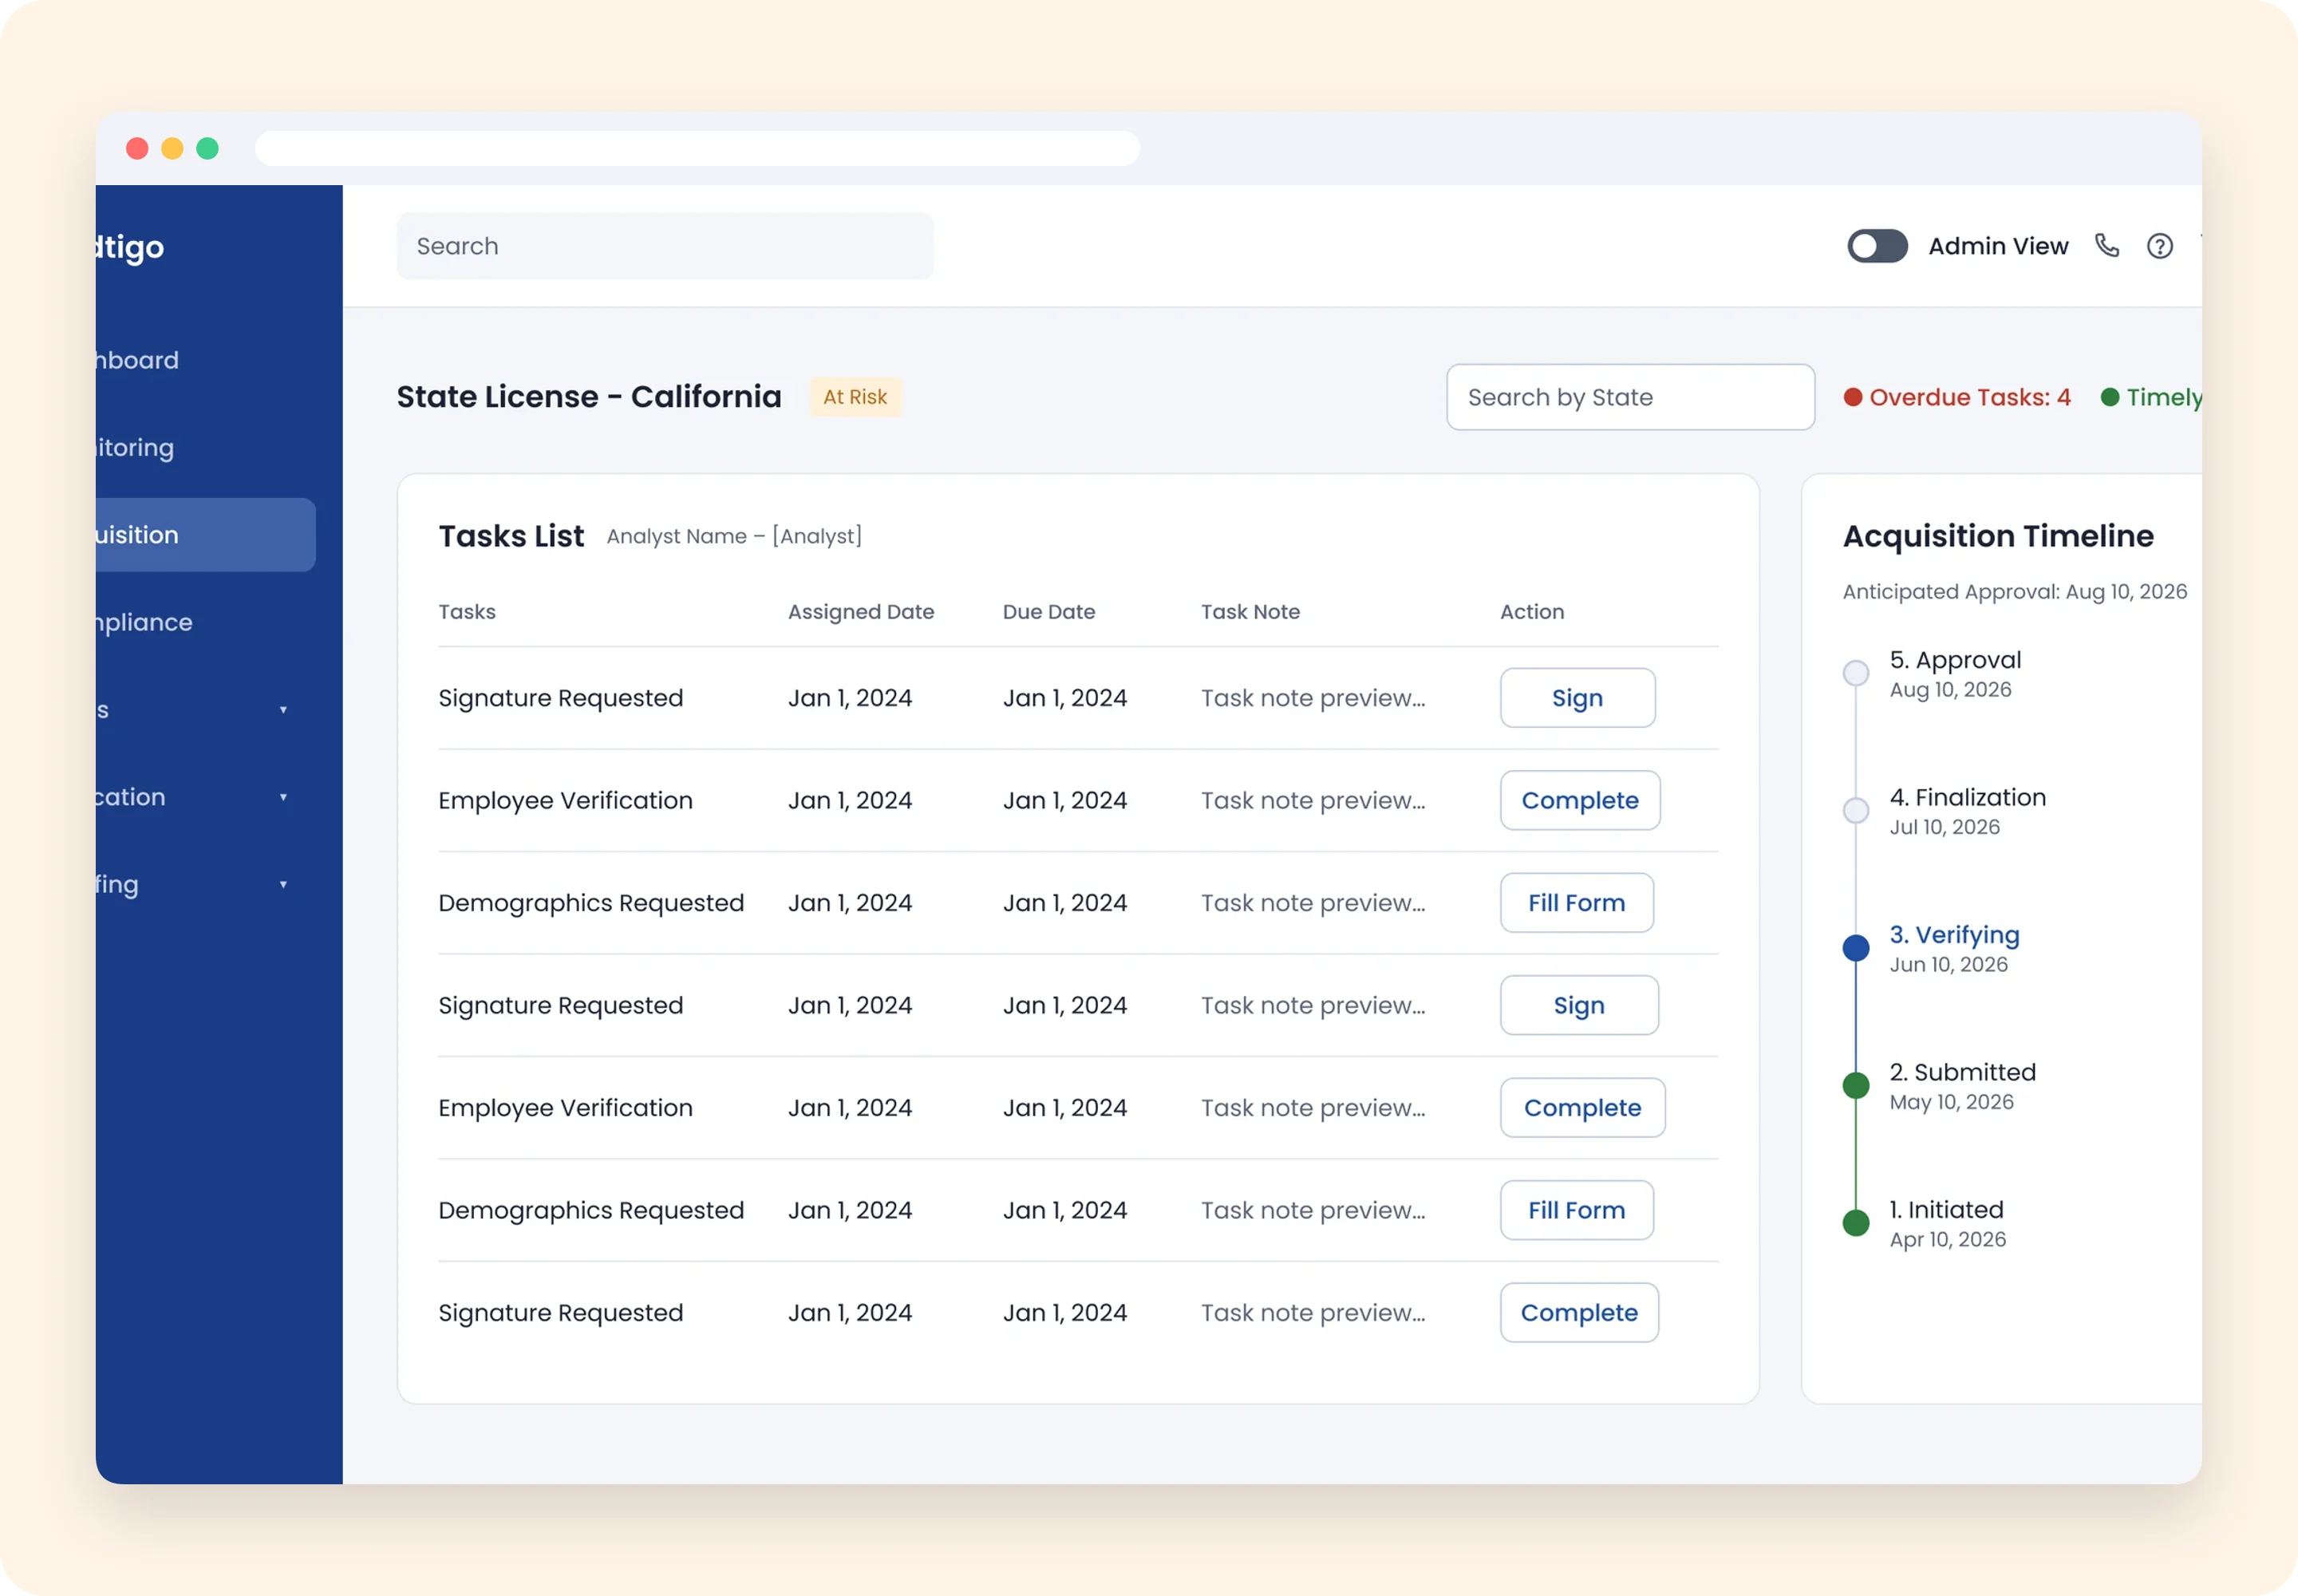 dtigo
Search
Admin View
hboard
itoring
uisition
npliance
s
cation
fing
State License - California
At Risk
Search by State
Overdue Tasks: 4
Timely
Tasks List
Analyst Name – [Analyst]
Tasks Assigned Date Due Date Task Note Action
Signature Requested Jan 1, 2024 Jan 1, 2024 Task note preview... Sign
Employee Verification Jan 1, 2024 Jan 1, 2024 Task note preview... Complete
Demographics Requested Jan 1, 2024 Jan 1, 2024 Task note preview... Fill Form
Signature Requested Jan 1, 2024 Jan 1, 2024 Task note preview... Sign
Employee Verification Jan 1, 2024 Jan 1, 2024 Task note preview... Complete
Demographics Requested Jan 1, 2024 Jan 1, 2024 Task note preview... Fill Form
Signature Requested Jan 1, 2024 Jan 1, 2024 Task note preview... Complete
Acquisition Timeline
Anticipated Approval: Aug 10, 2026
5. Approval
Aug 10, 2026
4. Finalization
Jul 10, 2026
3. Verifying
Jun 10, 2026
2. Submitted
May 10, 2026
1. Initiated
Apr 10, 2026